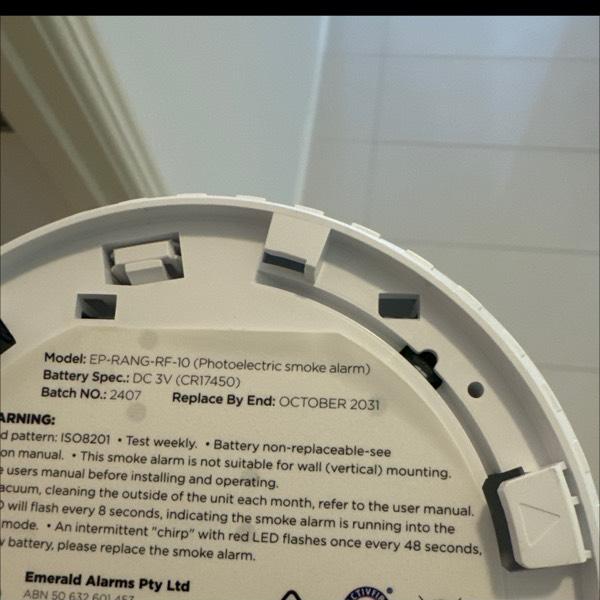 Model: EP-RANG-RF-10 (Photoelectric smoke alarm)
Battery Spec.: DC 3V (CR17450)
Batch NO.: 2407 Replace By End: OCTOBER 2031
ARNING:
d pattern: ISO8201 • Test weekly. • Battery non-replaceable-see
on manual. • This smoke alarm is not suitable for wall (vertical) mounting.
e users manual before installing and operating.
acuum, cleaning the outside of the unit each month, refer to the user manual.
D will flash every 8 seconds, indicating the smoke alarm is running into the
mode. • An intermittent "chirp" with red LED flashes once every 48 seconds,
w battery, please replace the smoke alarm.
Emerald Alarms Pty Ltd
ABN 50 632 601 457